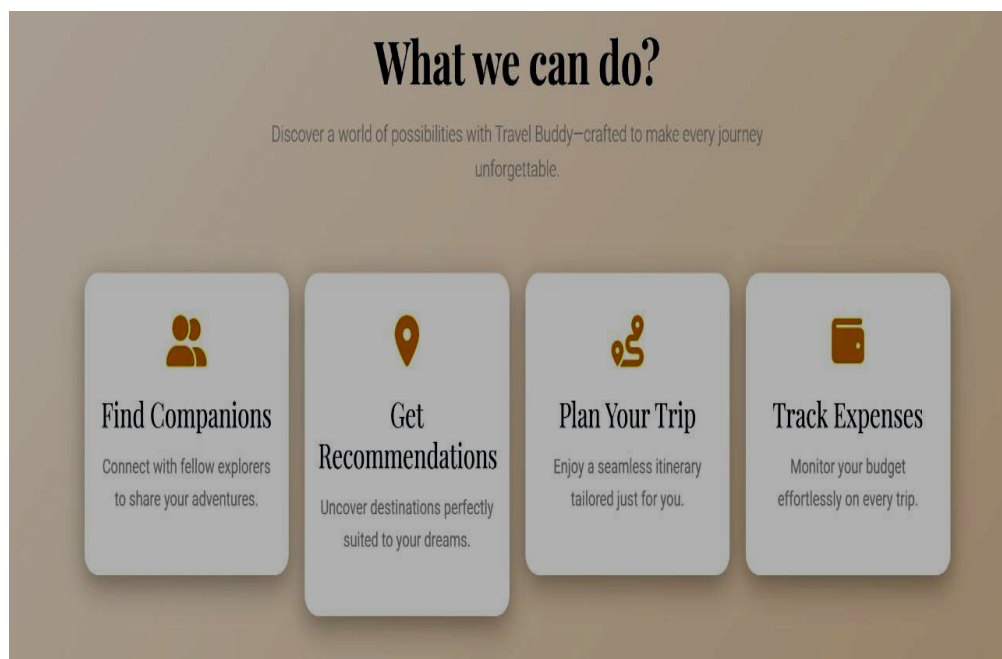 What we can do?
Discover a world of possibilities with Travel Buddy—crafted to make every journey
unforgettable.
Find Companions
Connect with fellow explorers
to share your adventures.
Get
Recommendations
Uncover destinations perfectly
suited to your dreams.
Plan Your Trip
Enjoy a seamless itinerary
tailored just for you.
Track Expenses
Monitor your budget
effortlessly on every trip.